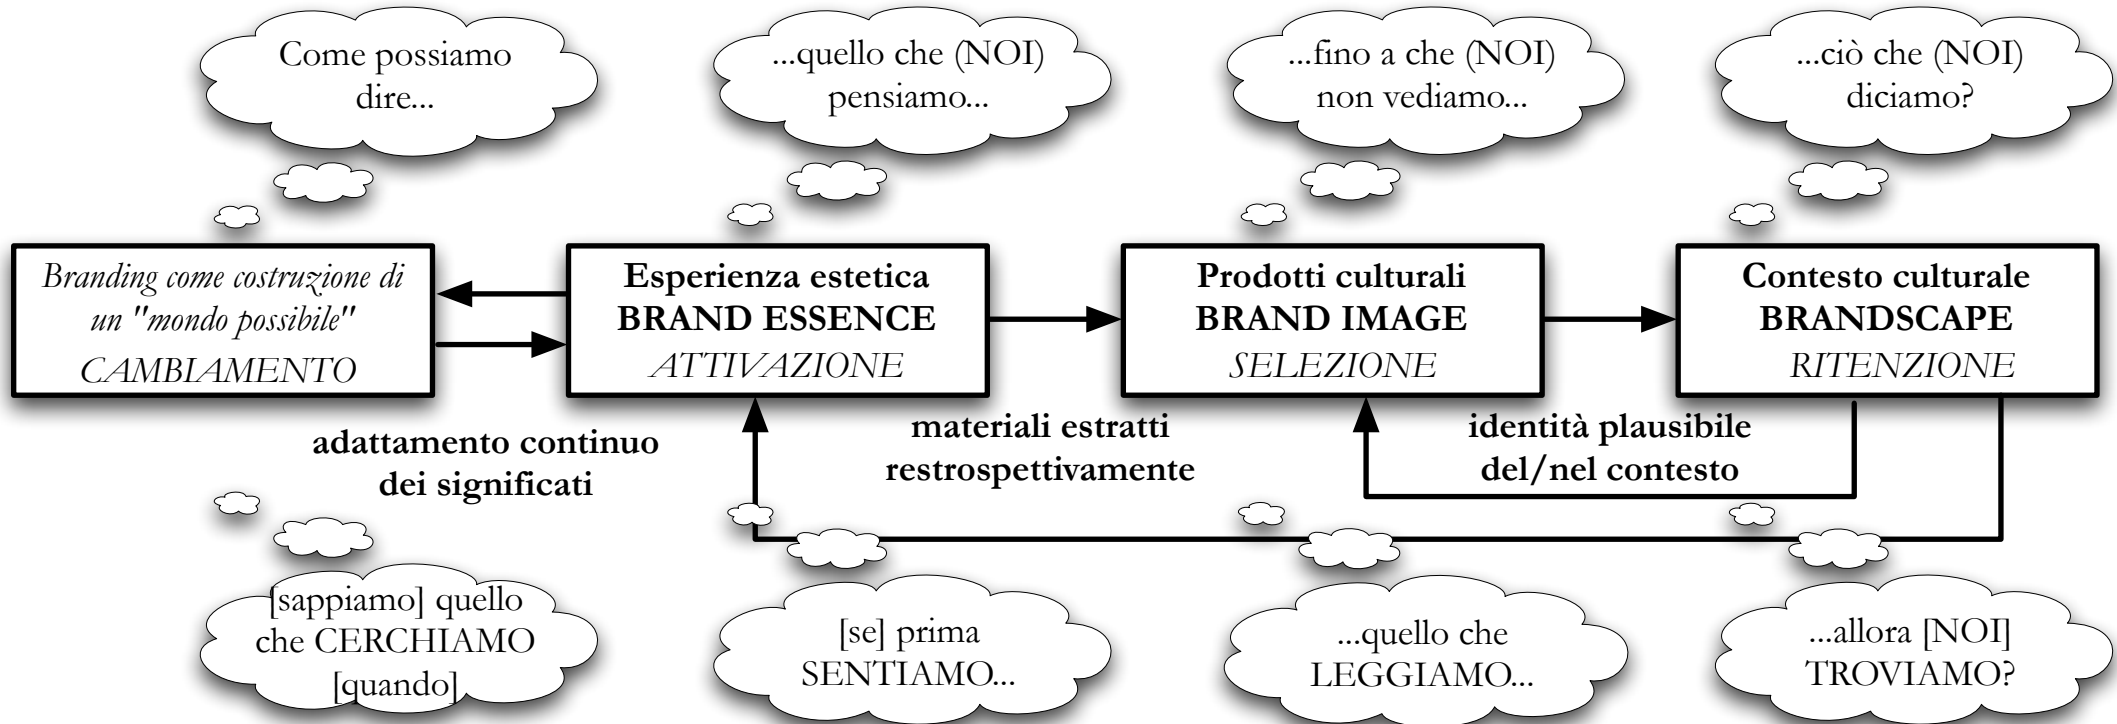 Come possiamo
dire...
...quello che (NOI)
pensiamo...
...fino a che (NOI)
non vediamo...
...ciò che (NOI)
diciamo?
Branding come costruzione di
un "mondo possibile"
CAMBIAMENTO
Esperienza estetica
BRAND ESSENCE
ATTIVAZIONE
Prodotti culturali
BRAND IMAGE
SELEZIONE
Contesto culturale
BRANDSCAPE
RITENZIONE
adattamento continuo
dei significati
materiali estratti
restrospettivamente
identità plausibile
del/nel contesto
[sappiamo] quello
che CERCHIAMO
[quando]
[se] prima
SENTIAMO...
...quello che
LEGGIAMO...
...allora [NOI]
TROVIAMO?